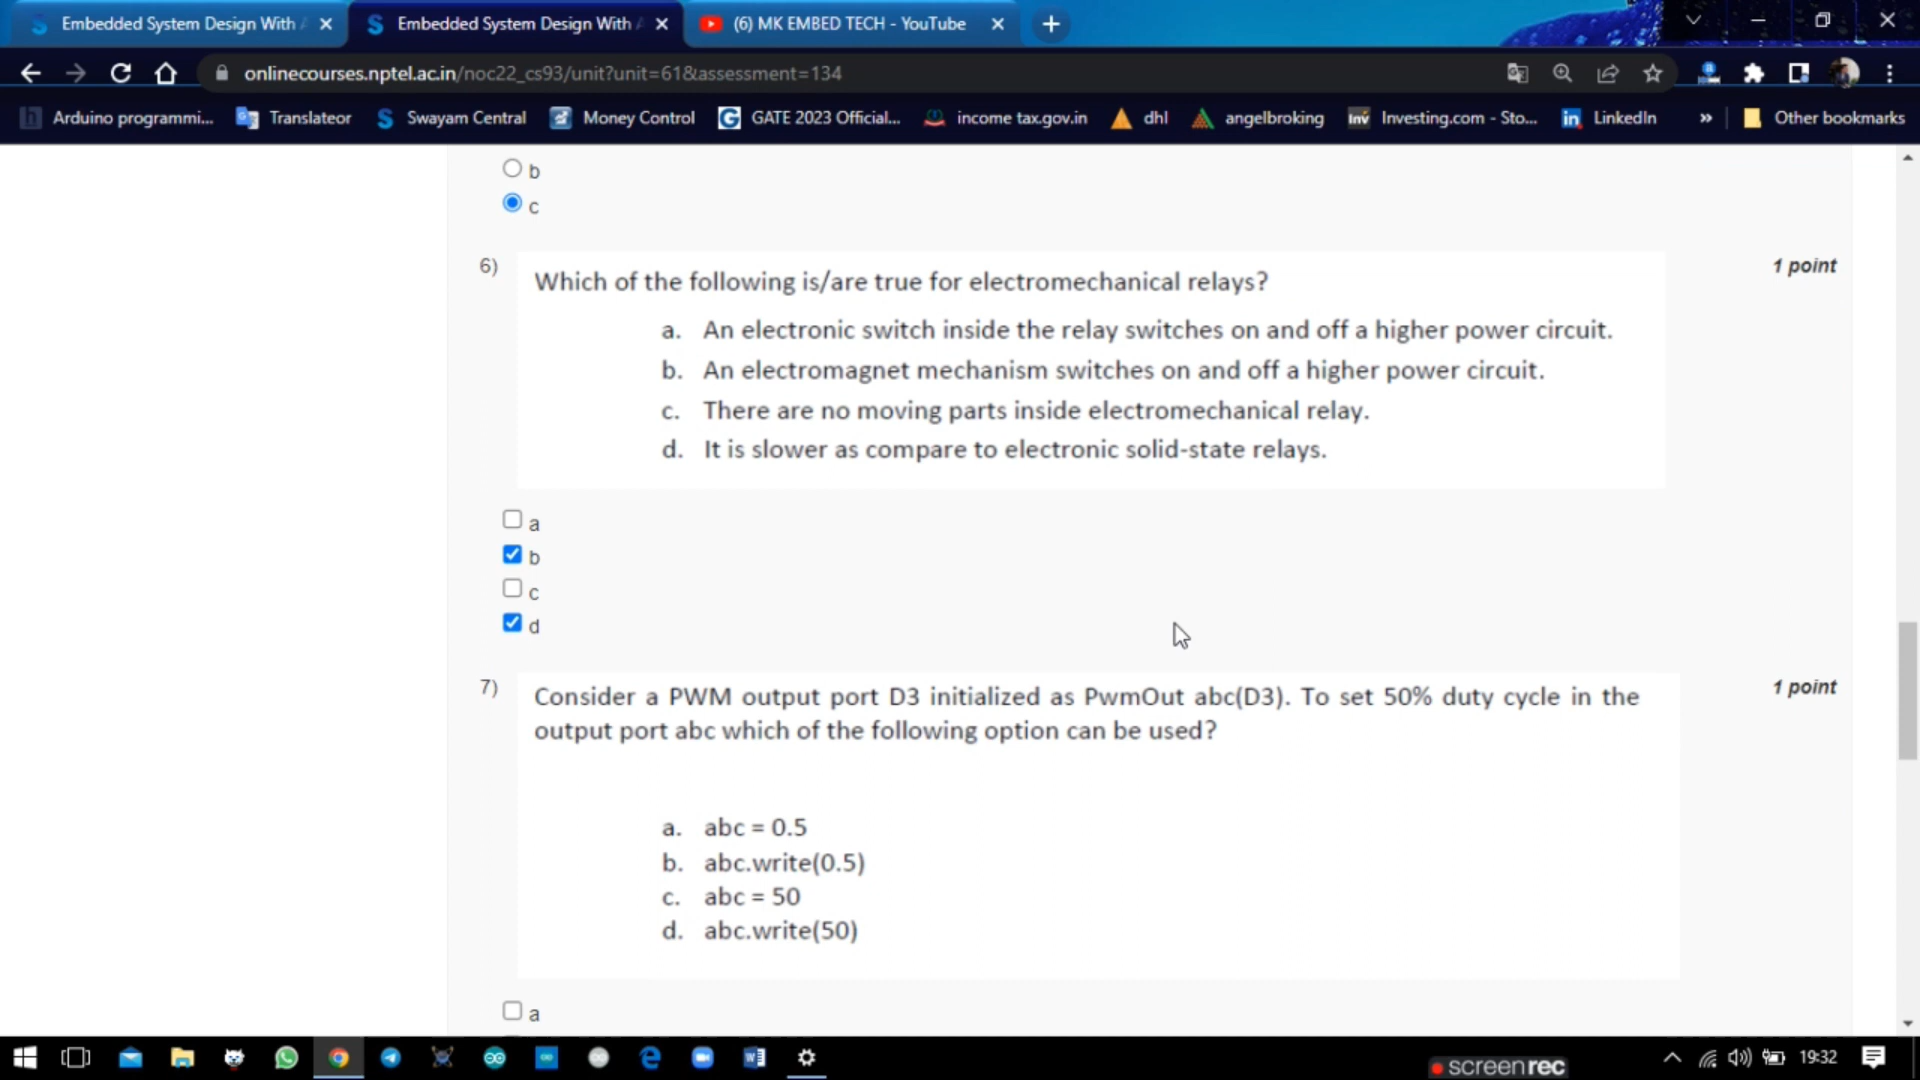 Embedded System Design With
Embedded System Design With
(6) MK EMBED TECH - YouTube
onlinecourses.nptel.ac.in/noc22_cs93/unit?unit=61&assessment=134
Arduino programmi...
Translateor
Swayam Central
Money Control
GATE 2023 Official...
income tax.gov.in
dhl
angelbroking
Inv
Investing.com - Sto...
in
LinkedIn
»
Other bookmarks
b
c
6)
1 point
Which of the following is/are true for electromechanical relays?
a. An electronic switch inside the relay switches on and off a higher power circuit.
b. An electromagnet mechanism switches on and off a higher power circuit.
c. There are no moving parts inside electromechanical relay.
d. It is slower as compare to electronic solid-state relays.
a
b
c
d
7)
1 point
Consider a PWM output port D3 initialized as PwmOut abc(D3). To set 50% duty cycle in the
output port abc which of the following option can be used?
a. abc = 0.5
b. abc.write(0.5)
c. abc = 50
d. abc.write(50)
a
screenrec
19:32